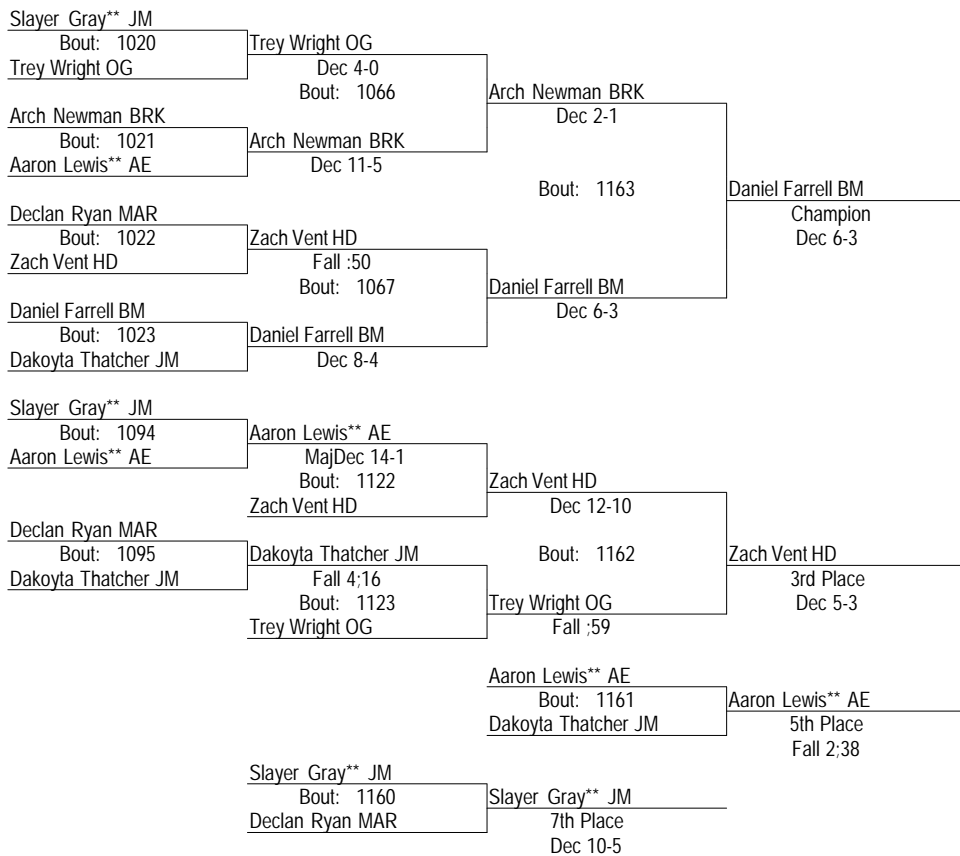 Slayer Gray** JM
Bout: 1020
Trey Wright OG
Trey Wright OG
Dec 4-0
Bout: 1066
Arch Newman BRK
Bout: 1021
Aaron Lewis** AE
Arch Newman BRK
Dec 11-5
Arch Newman BRK
Dec 2-1
Bout: 1163
Declan Ryan MAR
Bout: 1022
Zach Vent HD
Zach Vent HD
Fall :50
Bout: 1067
Daniel Farrell BM
Bout: 1023
Dakoyta Thatcher JM
Daniel Farrell BM
Dec 8-4
Daniel Farrell BM
Dec 6-3
Daniel Farrell BM
Champion
Dec 6-3
Slayer Gray** JM
Bout: 1094
Aaron Lewis** AE
Aaron Lewis** AE
MajDec 14-1
Bout: 1122
Zach Vent HD
Zach Vent HD
Dec 12-10
Bout: 1162
Declan Ryan MAR
Bout: 1095
Dakoyta Thatcher JM
Dakoyta Thatcher JM
Fall 4;16
Bout: 1123
Trey Wright OG
Trey Wright OG
Fall ;59
Zach Vent HD
3rd Place
Dec 5-3
Aaron Lewis** AE
Bout: 1161
Dakoyta Thatcher JM
Aaron Lewis** AE
5th Place
Fall 2;38
Slayer Gray** JM
Bout: 1160
Declan Ryan MAR
Slayer Gray** JM
7th Place
Dec 10-5